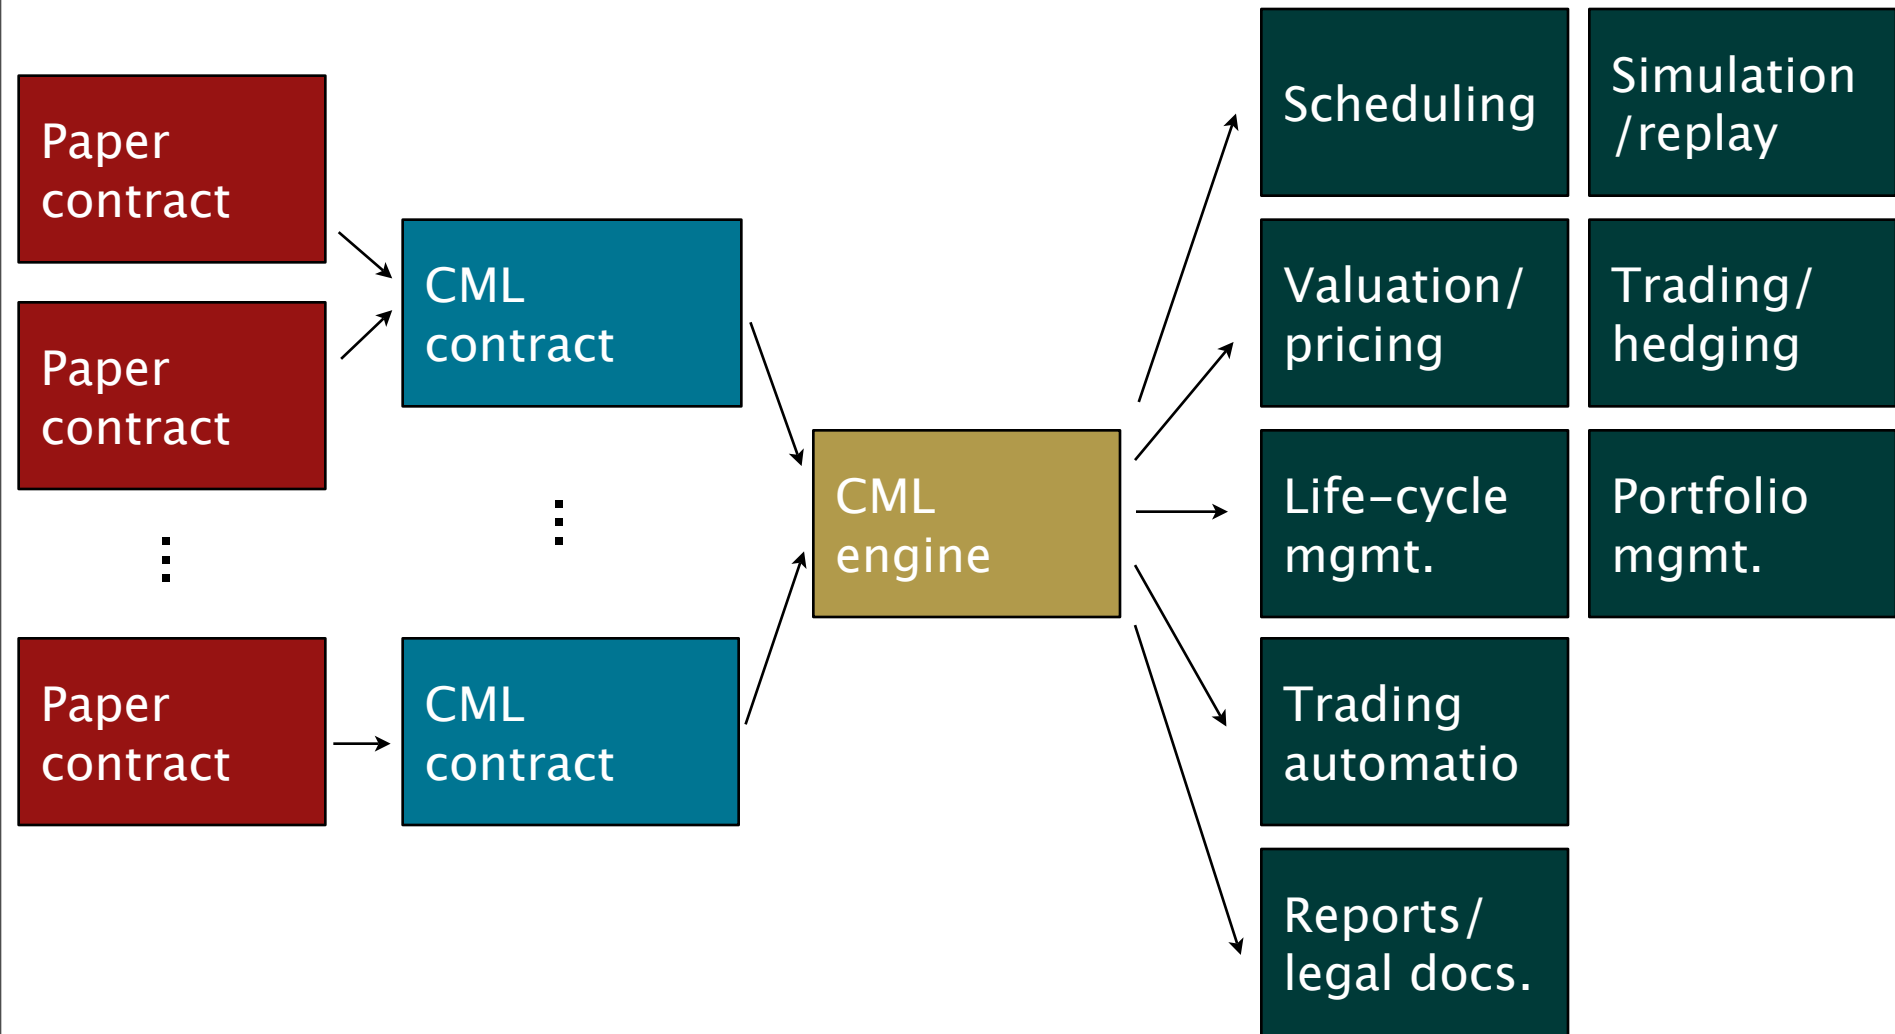 Paper
contract
Paper
contract
Paper
contract
CML
contract
CML
contract
CML
engine
Scheduling
Simulation
/replay
Valuation/
pricing
Trading/
hedging
Life-cycle
mgmt.
Portfolio
mgmt.
Trading
automatio
Reports/
legal docs.